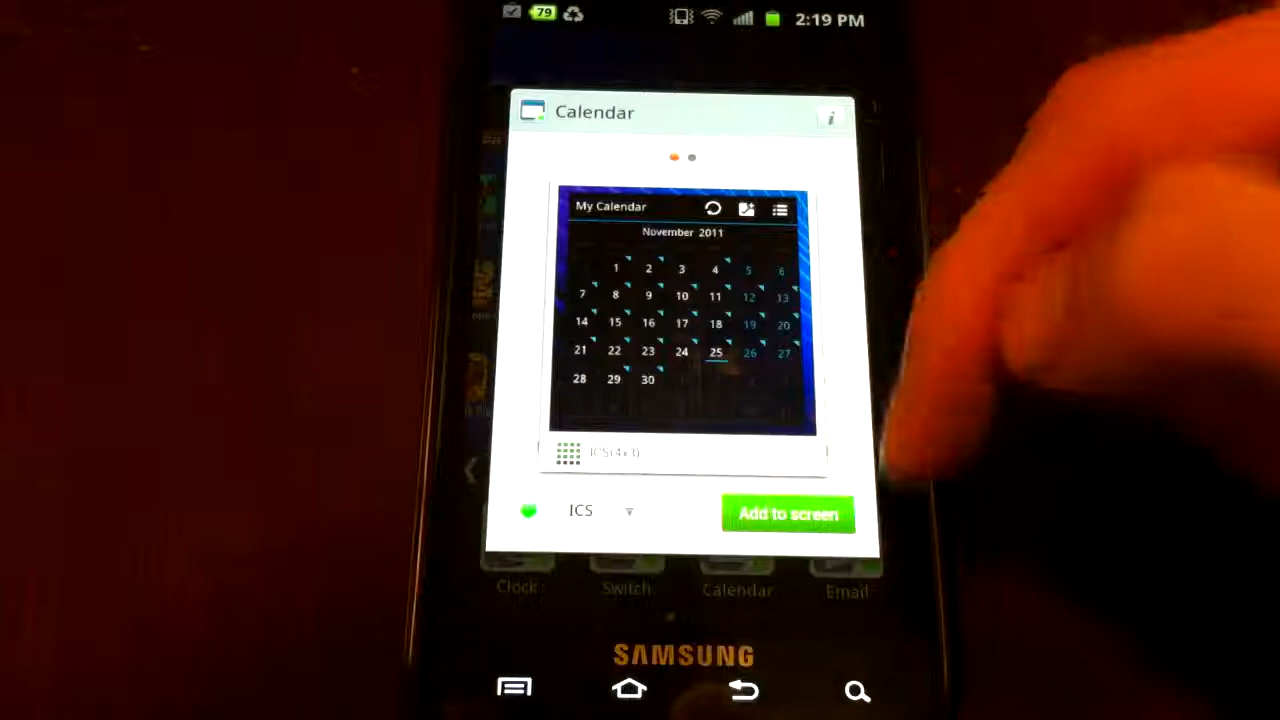 79 2:19 PM
Calendar i
My Calendar
November 2011
1 2 3 4 5 6
7 8 9 10 11 12 13
14 15 16 17 18 19 20
21 22 23 24 25 26 27
28 29 30
ICS(4x3)
ICS Add to screen
Clock Switch Calendar Email
SAMSUNG